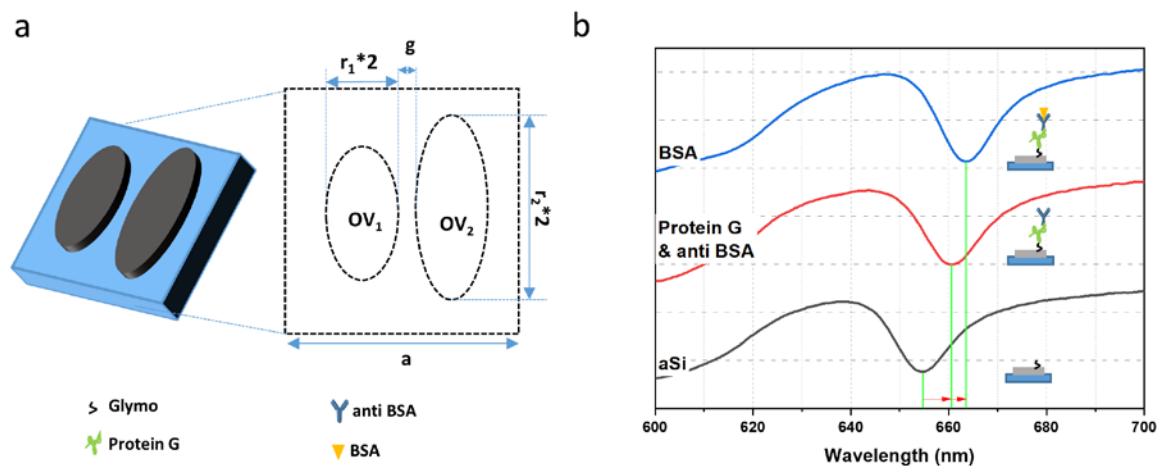 a
r₁*2
g
OV₁
OV₂
r₂*2
a
Glymo
Protein G
anti BSA
BSA
b
BSA
Protein G
& anti BSA
aSi
600 620 640 660 680 700
Wavelength (nm)